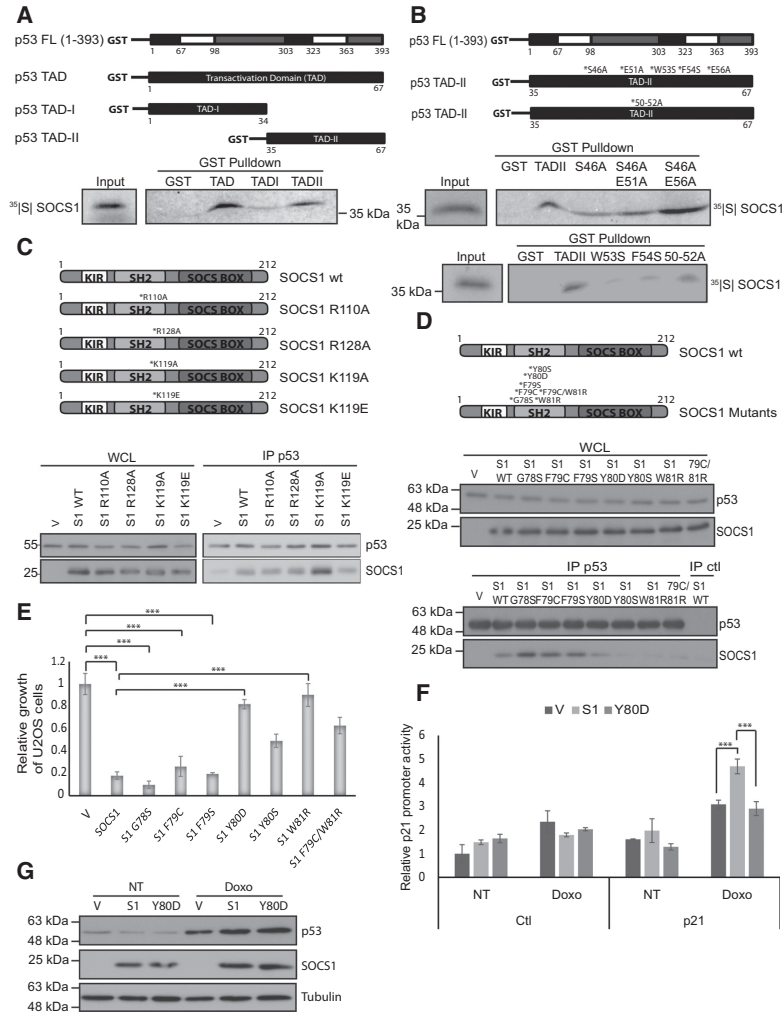 A
p53 FL (1-393) GST
1 67 98 303 323 363 393
p53 TAD GST Transactivation Domain (TAD)
1 67
p53 TAD-I GST TAD-I
1 34
p53 TAD-II GST TAD-II
35 67
GST Pulldown
Input GST TAD TADI TADII
35|S| SOCS1
35 kDa
B
p53 FL (1-393) GST
1 67 98 303 323 363 393
*S46A *E51A *W53S *F54S *E56A
p53 TAD-II GST TAD-II
35 67
*50-52A
p53 TAD-II GST TAD-II
35 67
GST Pulldown
Input GST TADII S46A S46A E51A S46A E56A
35 kDa
35|S| SOCS1
GST Pulldown
Input GST TADII W53S F54S 50-52A
35 kDa
35|S| SOCS1
C
1 212
KIR SH2 SOCS BOX SOCS1 wt
1 *R110A 212
KIR SH2 SOCS BOX SOCS1 R110A
1 *R128A 212
KIR SH2 SOCS BOX SOCS1 R128A
1 *K119A 212
KIR SH2 SOCS BOX SOCS1 K119A
1 *K119E 212
KIR SH2 SOCS BOX SOCS1 K119E
WCL IP p53
V S1 WT S1 R110A S1 R128A S1 K119A S1 K119E V S1 WT S1 R110A S1 R128A S1 K119A S1 K119E
55 p53
25 SOCS1
D
1 212
KIR SH2 SOCS BOX SOCS1 wt
*Y80S
*Y80D
*F79S
*F79C *F79C/W81R
1 *G78S *W81R 212
KIR SH2 SOCS BOX SOCS1 Mutants
WCL
S1 S1 S1 S1 S1 S1 S1 79C/
V WT G78S F79C F79S Y80D Y80S W81R 81R
63 kDa
48 kDa p53
25 kDa SOCS1
IP p53 IP ctl
S1 S1 S1 S1 S1 S1 S1 79C/ S1
V WT G78S F79C F79S Y80D Y80S W81R 81R WT
63 kDa
48 kDa p53
25 kDa SOCS1
E
Relative growth
of U2OS cells
1.2
1
0.8
0.6
0.4
0.2
0
***
***
***
***
***
***
V SOCS1 S1 G78S S1 F79C S1 F79S S1 Y80D S1 Y80S S1 W81R S1 F79C/W81R
F
V S1 Y80D
Relative p21 promoter activity
6
5
4
3
2
1
0
*** ***
NT Doxo NT Doxo
Ctl p21
G
NT Doxo
V S1 Y80D V S1 Y80D
63 kDa
48 kDa p53
25 kDa SOCS1
63 kDa
48 kDa Tubulin